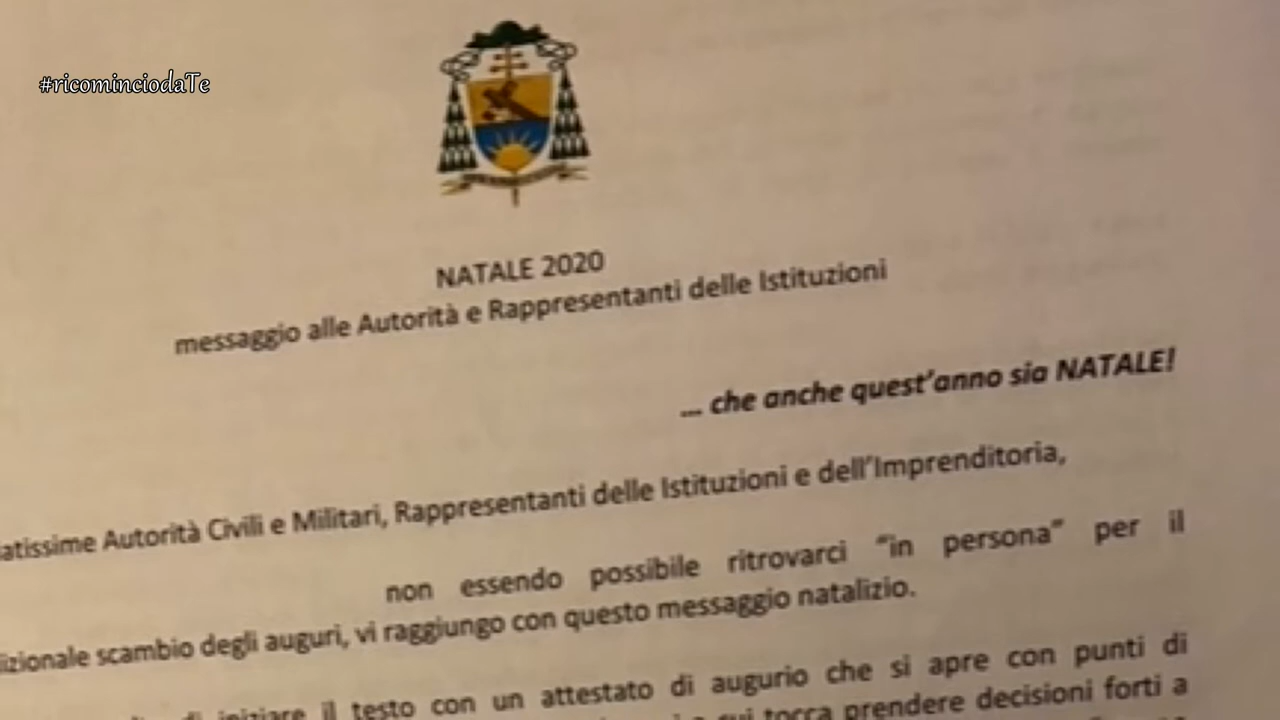 #ricominciodaTe
NATALE 2020
messaggio alle Autorità e Rappresentanti delle Istituzioni
... che anche quest'anno sia NATALE!
atissime Autorità Civili e Militari, Rappresentanti delle Istituzioni e dell'Imprenditoria,
non essendo possibile ritrovarci "in persona" per il
izionale scambio degli auguri, vi raggiungo con questo messaggio natalizio.
di iniziare il testo con un attestato di augurio che si apre con punti di
a cui tocca prendere decisioni forti a